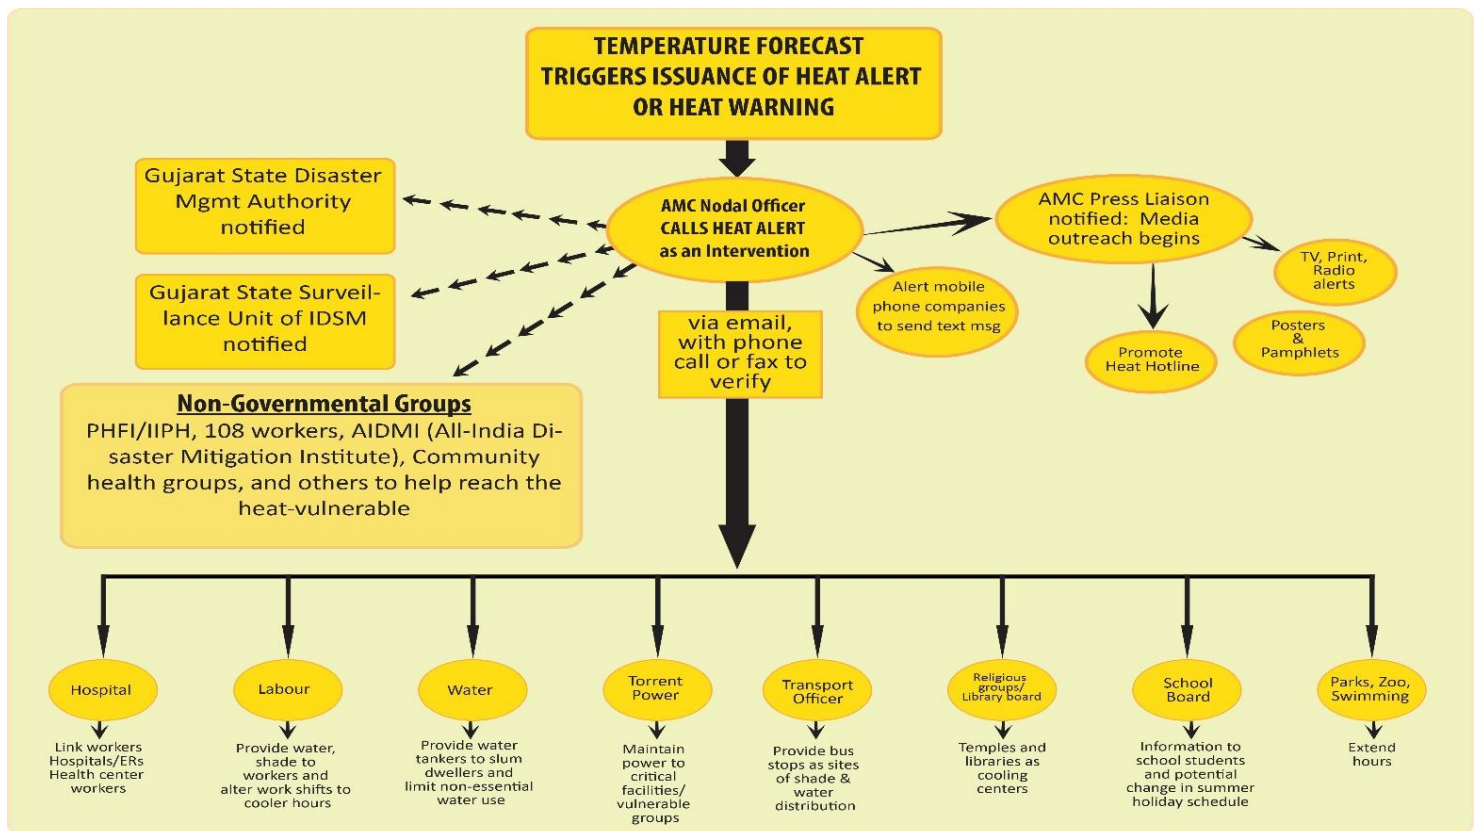 TEMPERATURE FORECAST
TRIGGERS ISSUANCE OF HEAT ALERT
OR HEAT WARNING
Gujarat State Disaster
Mgmt Authority
notified
AMC Nodal Officer
CALLS HEAT ALERT
as an Intervention
AMC Press Liaison
notified: Media
outreach begins
TV, Print,
Radio
alerts
Gujarat State Surveil-
lance Unit of IDSM
notified
Alert mobile
phone companies
to send text msg
via email,
with phone
call or fax to
verify
Posters
&
Pamphlets
Promote
Heat Hotline
Non-Governmental Groups
PHFI/IIPH, 108 workers, AIDMI (All-India Di-
saster Mitigation Institute), Community
health groups, and others to help reach the
heat-vulnerable
Hospital
Link workers
Hospitals/ERs
Health center
workers
Labour
Provide water,
shade to
workers and
alter work shifts to
cooler hours
Water
Provide water
tankers to slum
dwellers and
limit non-essential
water use
Torrent
Power
Maintain
power to
critical
facilities/
vulnerable
groups
Transport
Officer
Provide bus
stops as sites
of shade &
water
distribution
Religious
groups/
Library board
Temples and
libraries as
cooling
centers
School
Board
Information to
school students
and potential
change in summer
holiday schedule
Parks, Zoo,
Swimming
Extend
hours